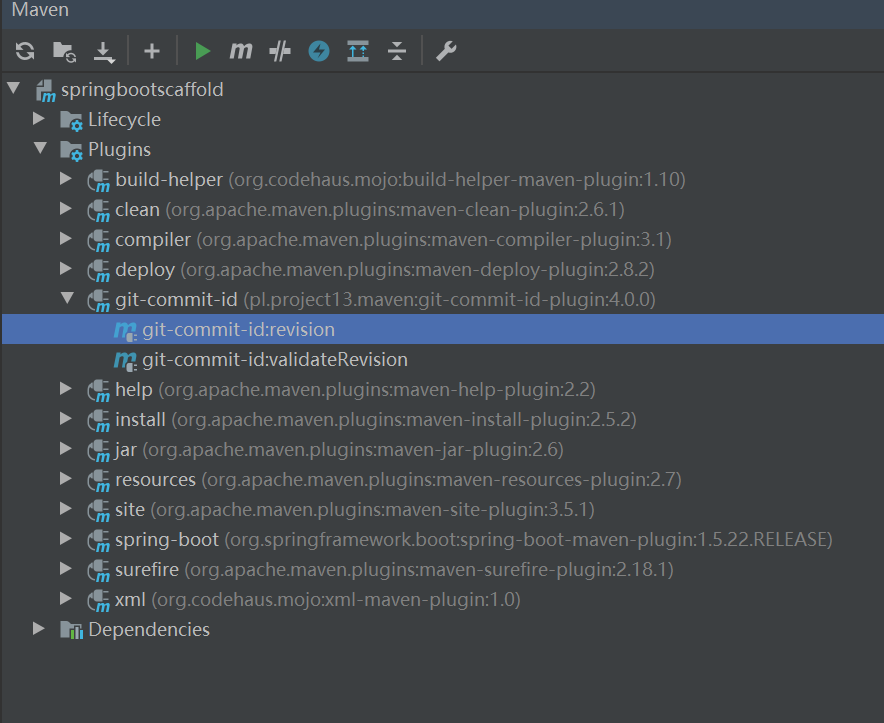 Maven
springbootscaffold
Lifecycle
Plugins
build-helper (org.codehaus.mojo:build-helper-maven-plugin:1.10)
clean (org.apache.maven.plugins:maven-clean-plugin:2.6.1)
compiler (org.apache.maven.plugins:maven-compiler-plugin:3.1)
deploy (org.apache.maven.plugins:maven-deploy-plugin:2.8.2)
git-commit-id (pl.project13.maven:git-commit-id-plugin:4.0.0)
git-commit-id:revision
git-commit-id:validateRevision
help (org.apache.maven.plugins:maven-help-plugin:2.2)
install (org.apache.maven.plugins:maven-install-plugin:2.5.2)
jar (org.apache.maven.plugins:maven-jar-plugin:2.6)
resources (org.apache.maven.plugins:maven-resources-plugin:2.7)
site (org.apache.maven.plugins:maven-site-plugin:3.5.1)
spring-boot (org.springframework.boot:spring-boot-maven-plugin:1.5.22.RELEASE)
surefire (org.apache.maven.plugins:maven-surefire-plugin:2.18.1)
xml (org.codehaus.mojo:xml-maven-plugin:1.0)
Dependencies